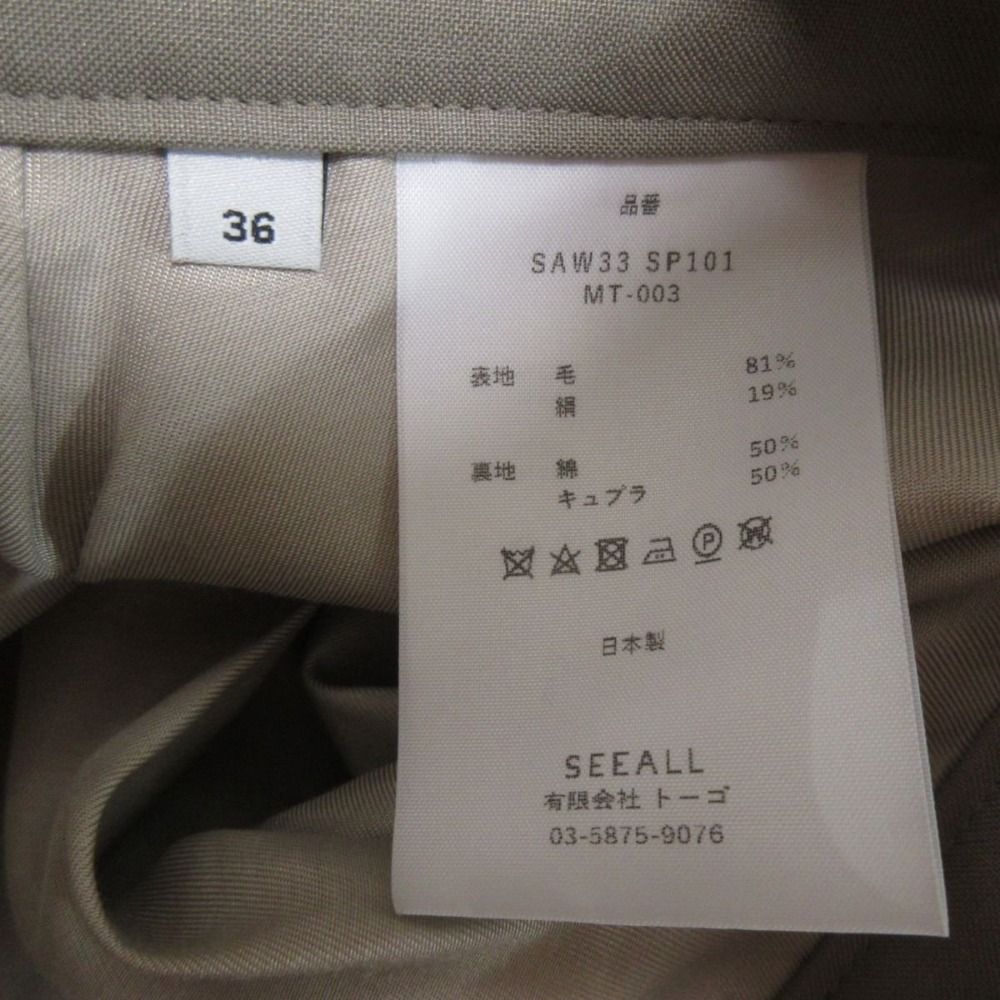 36
品番
SAW33 SP101
MT-003
表地 毛 81%
絹 19%
裏地 綿 50%
キュプラ 50%
P
W
日本製
SEEALL
有限会社 トーゴ
03-5875-9076